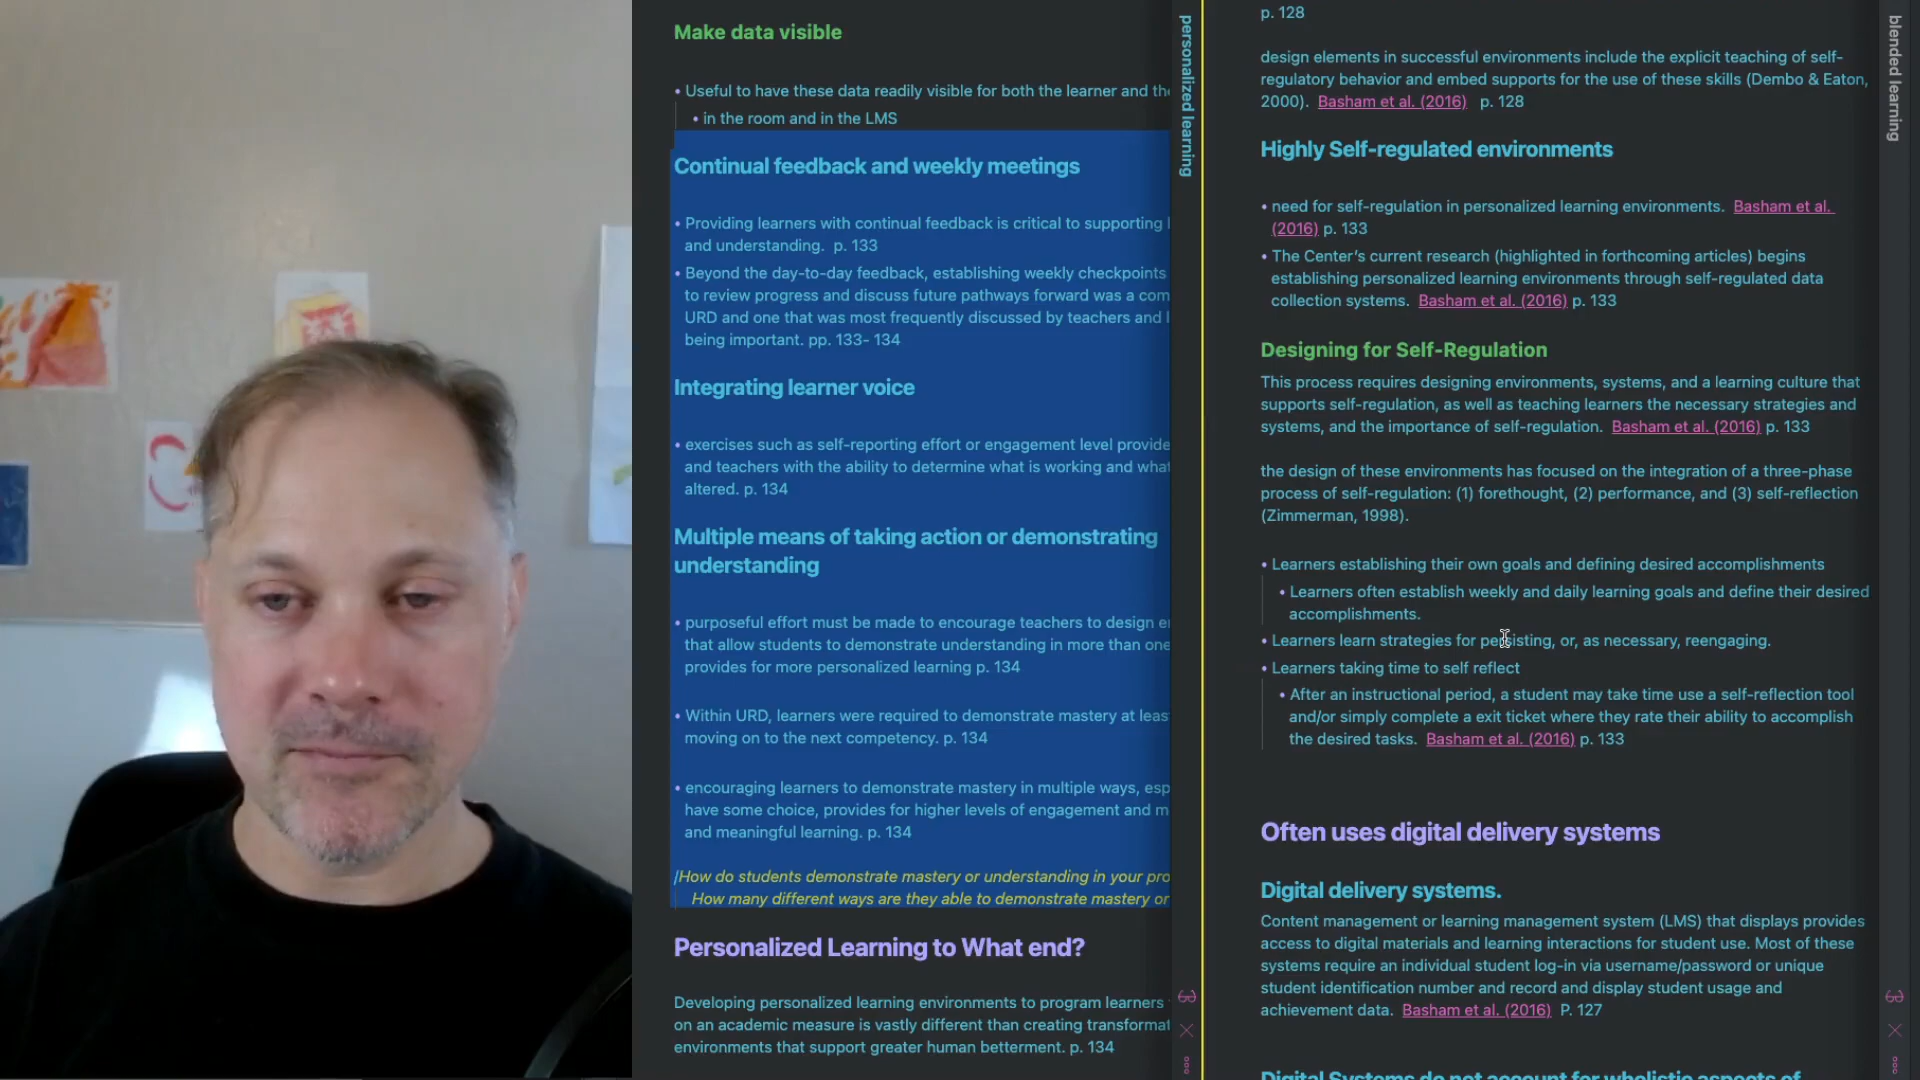 Make data visible
• Useful to have these data readily visible for both the learner and the
• in the room and in the LMS
Continual feedback and weekly meetings
• Providing learners with continual feedback is critical to supporting
and understanding. p. 133
• Beyond the day-to-day feedback, establishing weekly checkpoints
to review progress and discuss future pathways forward was a com
URD and one that was most frequently discussed by teachers and
being important. pp. 133- 134
Integrating learner voice
• exercises such as self-reporting effort or engagement level provide
and teachers with the ability to determine what is working and what
altered. p. 134
Multiple means of taking action or demonstrating
understanding
• purposeful effort must be made to encourage teachers to design e
that allow students to demonstrate understanding in more than one
provides for more personalized learning p. 134
• Within URD, learners were required to demonstrate mastery at leas
moving on to the next competency. p. 134
• encouraging learners to demonstrate mastery in multiple ways, esp
have some choice, provides for higher levels of engagement and m
and meaningful learning. p. 134
/How do students demonstrate mastery or understanding in your pro
How many different ways are they able to demonstrate mastery or
Personalized Learning to What end?
Developing personalized learning environments to program learners
on an academic measure is vastly different than creating transformat
environments that support greater human betterment. p. 134
personalized learning
p. 128
design elements in successful environments include the explicit teaching of self-
regulatory behavior and embed supports for the use of these skills (Dembo & Eaton,
2000). Basham et al. (2016) p. 128
Highly Self-regulated environments
• need for self-regulation in personalized learning environments. Basham et al.
(2016) p. 133
• The Center’s current research (highlighted in forthcoming articles) begins
establishing personalized learning environments through self-regulated data
collection systems. Basham et al. (2016) p. 133
Designing for Self-Regulation
This process requires designing environments, systems, and a learning culture that
supports self-regulation, as well as teaching learners the necessary strategies and
systems, and the importance of self-regulation. Basham et al. (2016) p. 133
the design of these environments has focused on the integration of a three-phase
process of self-regulation: (1) forethought, (2) performance, and (3) self-reflection
(Zimmerman, 1998).
• Learners establishing their own goals and defining desired accomplishments
• Learners often establish weekly and daily learning goals and define their desired
accomplishments.
• Learners learn strategies for persisting, or, as necessary, reengaging.
• Learners taking time to self reflect
• After an instructional period, a student may take time use a self-reflection tool
and/or simply complete a exit ticket where they rate their ability to accomplish
the desired tasks. Basham et al. (2016) p. 133
Often uses digital delivery systems
Digital delivery systems.
Content management or learning management system (LMS) that displays provides
access to digital materials and learning interactions for student use. Most of these
systems require an individual student log-in via username/password or unique
student identification number and record and display student usage and
achievement data. Basham et al. (2016) P. 127
Digital Systems do not account for wholistic aspects of
blended learning